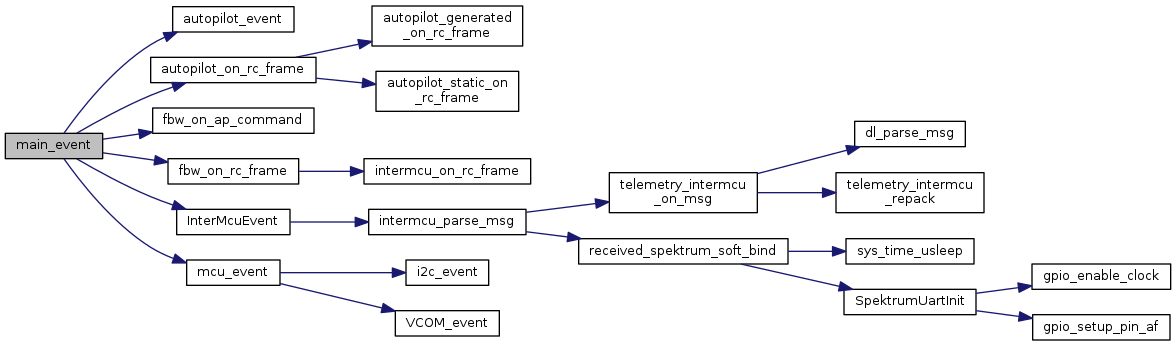 main_event
autopilot_event
autopilot_on_rc_frame
autopilot_generated
_on_rc_frame
autopilot_static_on
_rc_frame
fbw_on_ap_command
fbw_on_rc_frame
intermcu_on_rc_frame
InterMcuEvent
intermcu_parse_msg
telemetry_intermcu
_on_msg
dl_parse_msg
telemetry_intermcu
_repack
received_spektrum_soft_bind
sys_time_usleep
SpektrumUartInit
gpio_enable_clock
gpio_setup_pin_af
mcu_event
i2c_event
VCOM_event